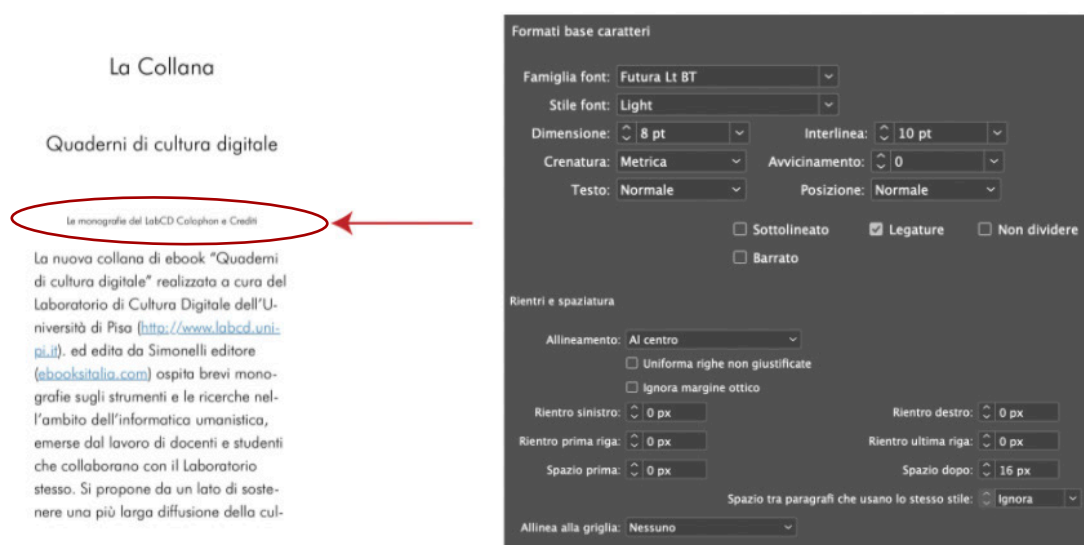 La Collana
Quaderni di cultura digitale
Le monografie del LabCD Colophon e Crediti
La nuova collana di ebook “Quaderni
di cultura digitale” realizzata a cura del
Laboratorio di Cultura Digitale dell’U-
niversità di Pisa (http://www.labcd.uni-
pi.it). ed edita da Simonelli editore
(ebooksitalia.com) ospita brevi mono-
grafie sugli strumenti e le ricerche nel-
l’ambito dell’informatica umanistica,
emerse dal lavoro di docenti e studenti
che collaborano con il Laboratorio
stesso. Si propone da un lato di soste-
nere una più larga diffusione della cul-
Formati base caratteri
Famiglia font: Futura Lt BT
Stile font: Light
Dimensione: 8 pt Interlinea: 10 pt
Crenatura: Metrica Avvicinamento: 0
Testo: Normale Posizione: Normale
Sottolineato Legature Non dividere
Barrato
Rientri e spaziatura
Allineamento: Al centro
Uniforma righe non giustificate
Ignora margine ottico
Rientro sinistro: 0 px Rientro destro: 0 px
Rientro prima riga: 0 px Rientro ultima riga: 0 px
Spazio prima: 0 px Spazio dopo: 16 px
Spazio tra paragrafi che usano lo stesso stile: Ignora
Allinea alla griglia: Nessuno